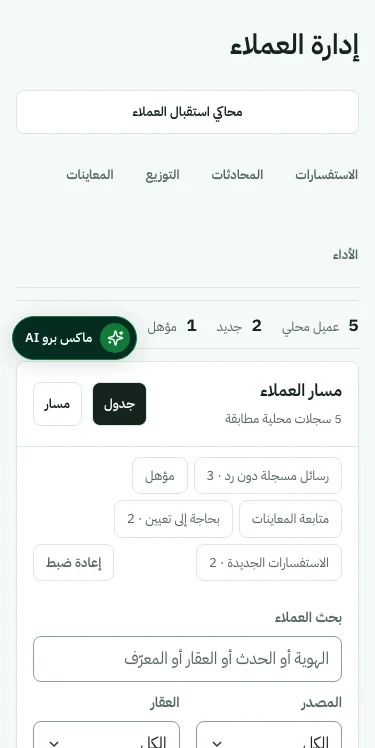 إدارة العملاء
محاكي استقبال العملاء
الاستفسارات المحادثات التوزيع المعاينات
الأداء
5 عميل محلي 2 جديد 1 مؤهل
ماكس برو AI
مسار العملاء
5 سجلات محلية مطابقة
جدول مسار
رسائل مسجلة دون رد · 3 مؤهل
متابعة المعاينات بحاجة إلى تعيين · 2
الاستفسارات الجديدة · 2 إعادة ضبط
بحث العملاء
الهوية أو الحدث أو العقار أو المعرّف
المصدر العقار
الكل الكل